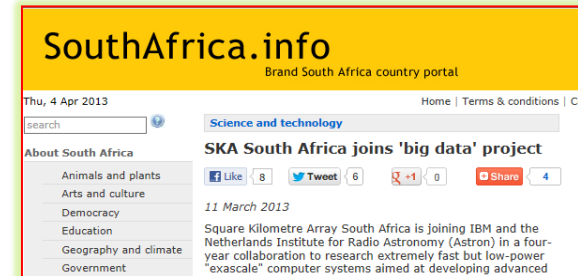 SouthAfrica.info
Brand South Africa country portal
Thu, 4 Apr 2013
Home | Terms & conditions | C
search
Science and technology
About South Africa
SKA South Africa joins 'big data' project
Animals and plants
Like 8 Tweet 6 +1 0 Share 4
Arts and culture
Democracy
11 March 2013
Education
Square Kilometre Array South Africa is joining IBM and the
Netherlands Institute for Radio Astronomy (Astron) in a four-
Geography and climate
year collaboration to research extremely fast but low-power
Government
"exascale" computer systems aimed at developing advanced